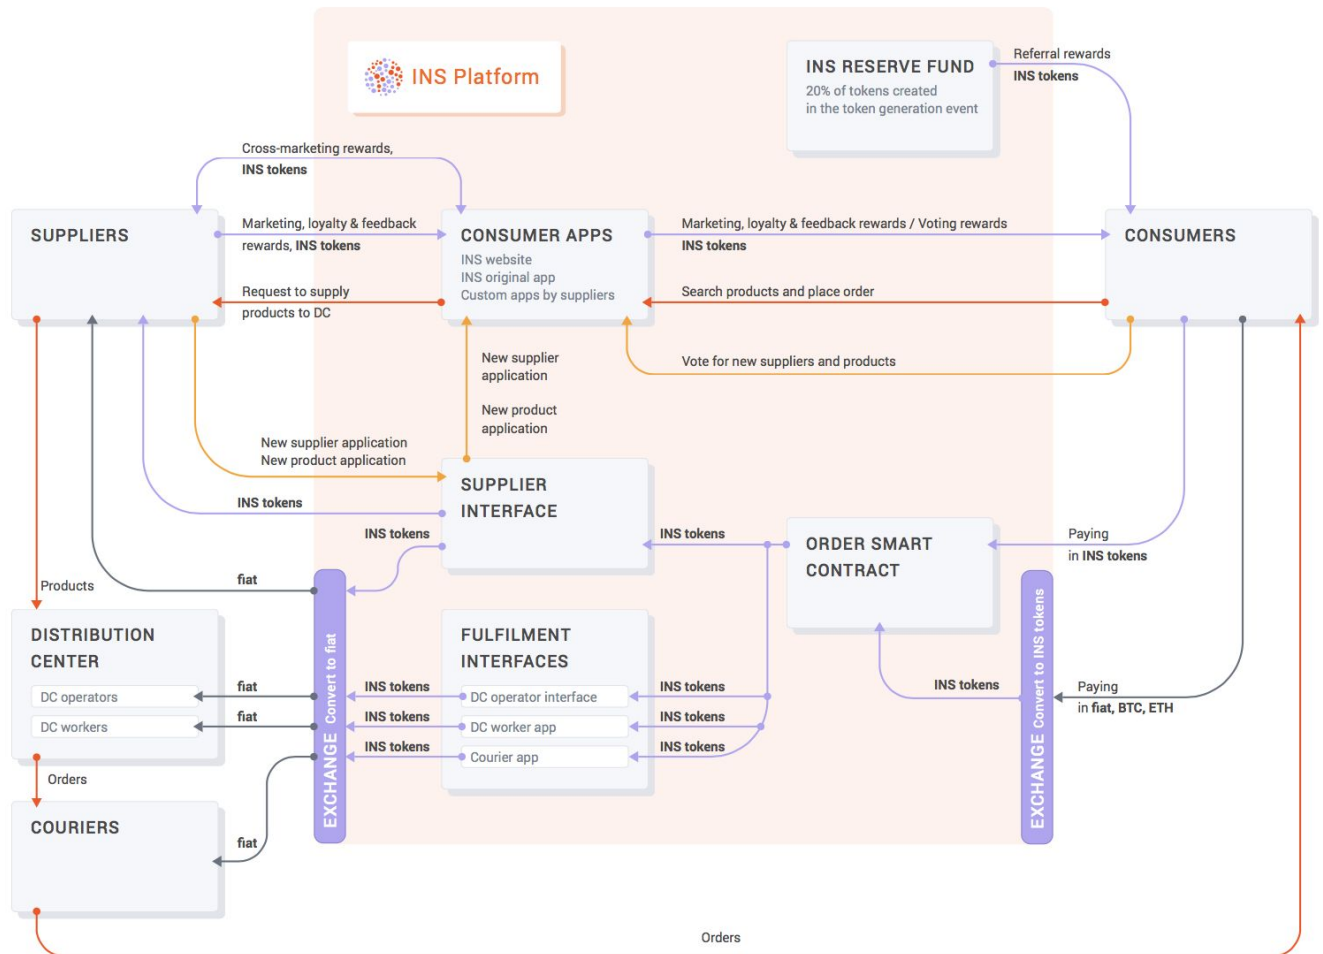 INS Platform
INS RESERVE FUND
20% of tokens created
in the token generation event
Referral rewards
INS tokens
Cross-marketing rewards,
INS tokens
SUPPLIERS
Marketing, loyalty & feedback
rewards, INS tokens
CONSUMER APPS
INS website
INS original app
Custom apps by suppliers
Marketing, loyalty & feedback rewards / Voting rewards
INS tokens
CONSUMERS
Request to supply
products to DC
Search products and place order
New supplier
application
Vote for new suppliers and products
New product
application
New supplier application
New product application
SUPPLIER
INTERFACE
INS tokens
INS tokens
INS tokens
ORDER SMART
CONTRACT
Paying
in INS tokens
fiat
Products
DISTRIBUTION
CENTER
DC operators
DC workers
fiat
fiat
EXCHANGE Convert to fiat
INS tokens
INS tokens
INS tokens
FULFILMENT
INTERFACES
DC operator interface
DC worker app
Courier app
INS tokens
INS tokens
INS tokens
INS tokens
EXCHANGE Convert to INS tokens
Paying
in fiat, BTC, ETH
Orders
COURIERS
fiat
Orders